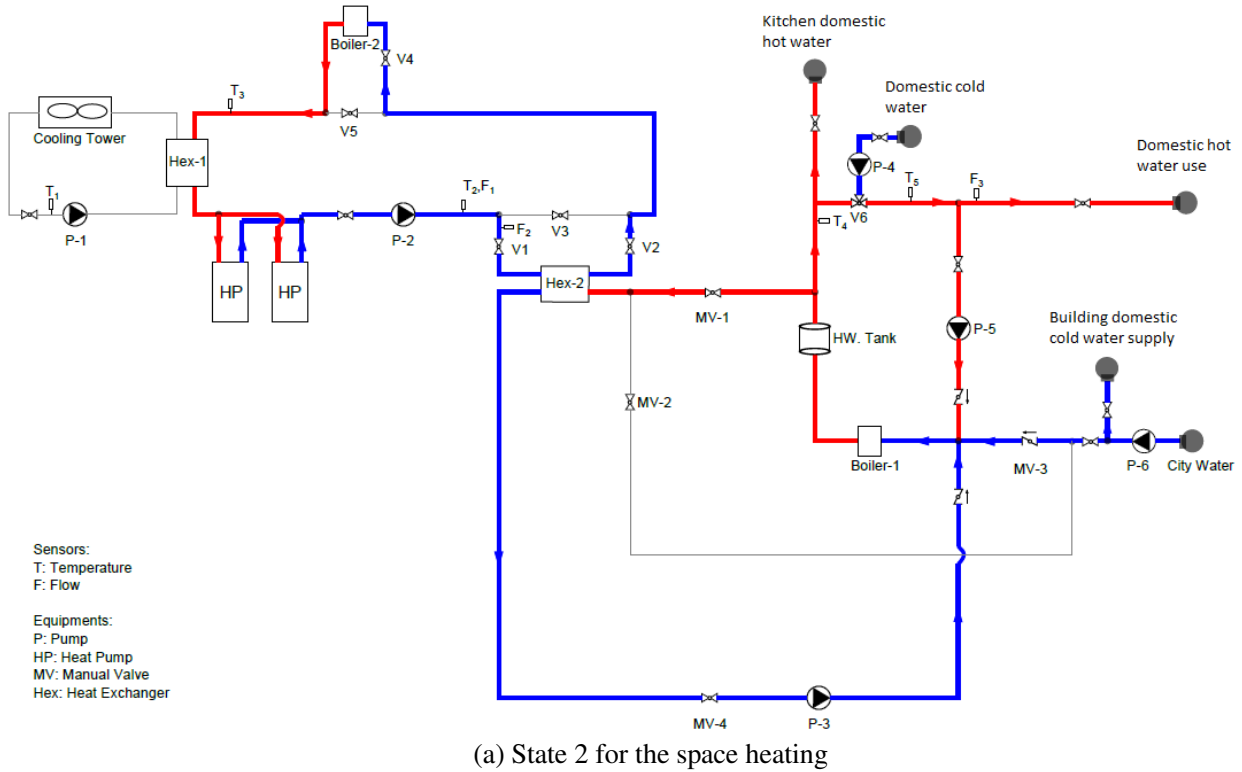 Kitchen domestic
hot water
Boiler-2
V4
Domestic cold
water
T3
Cooling Tower
V5
Domestic hot
water use
Hex-1
P-4
T1
T2,F1
T5
F3
P-1
P-2
V3
V6
F2
T4
V1
V2
HP
HP
Hex-2
MV-1
Building domestic
cold water supply
HW. Tank
P-5
MV-2
Boiler-1
MV-3
P-6
City Water
Sensors:
T: Temperature
F: Flow
Equipments:
P: Pump
HP: Heat Pump
MV: Manual Valve
Hex: Heat Exchanger
MV-4
P-3
(a) State 2 for the space heating